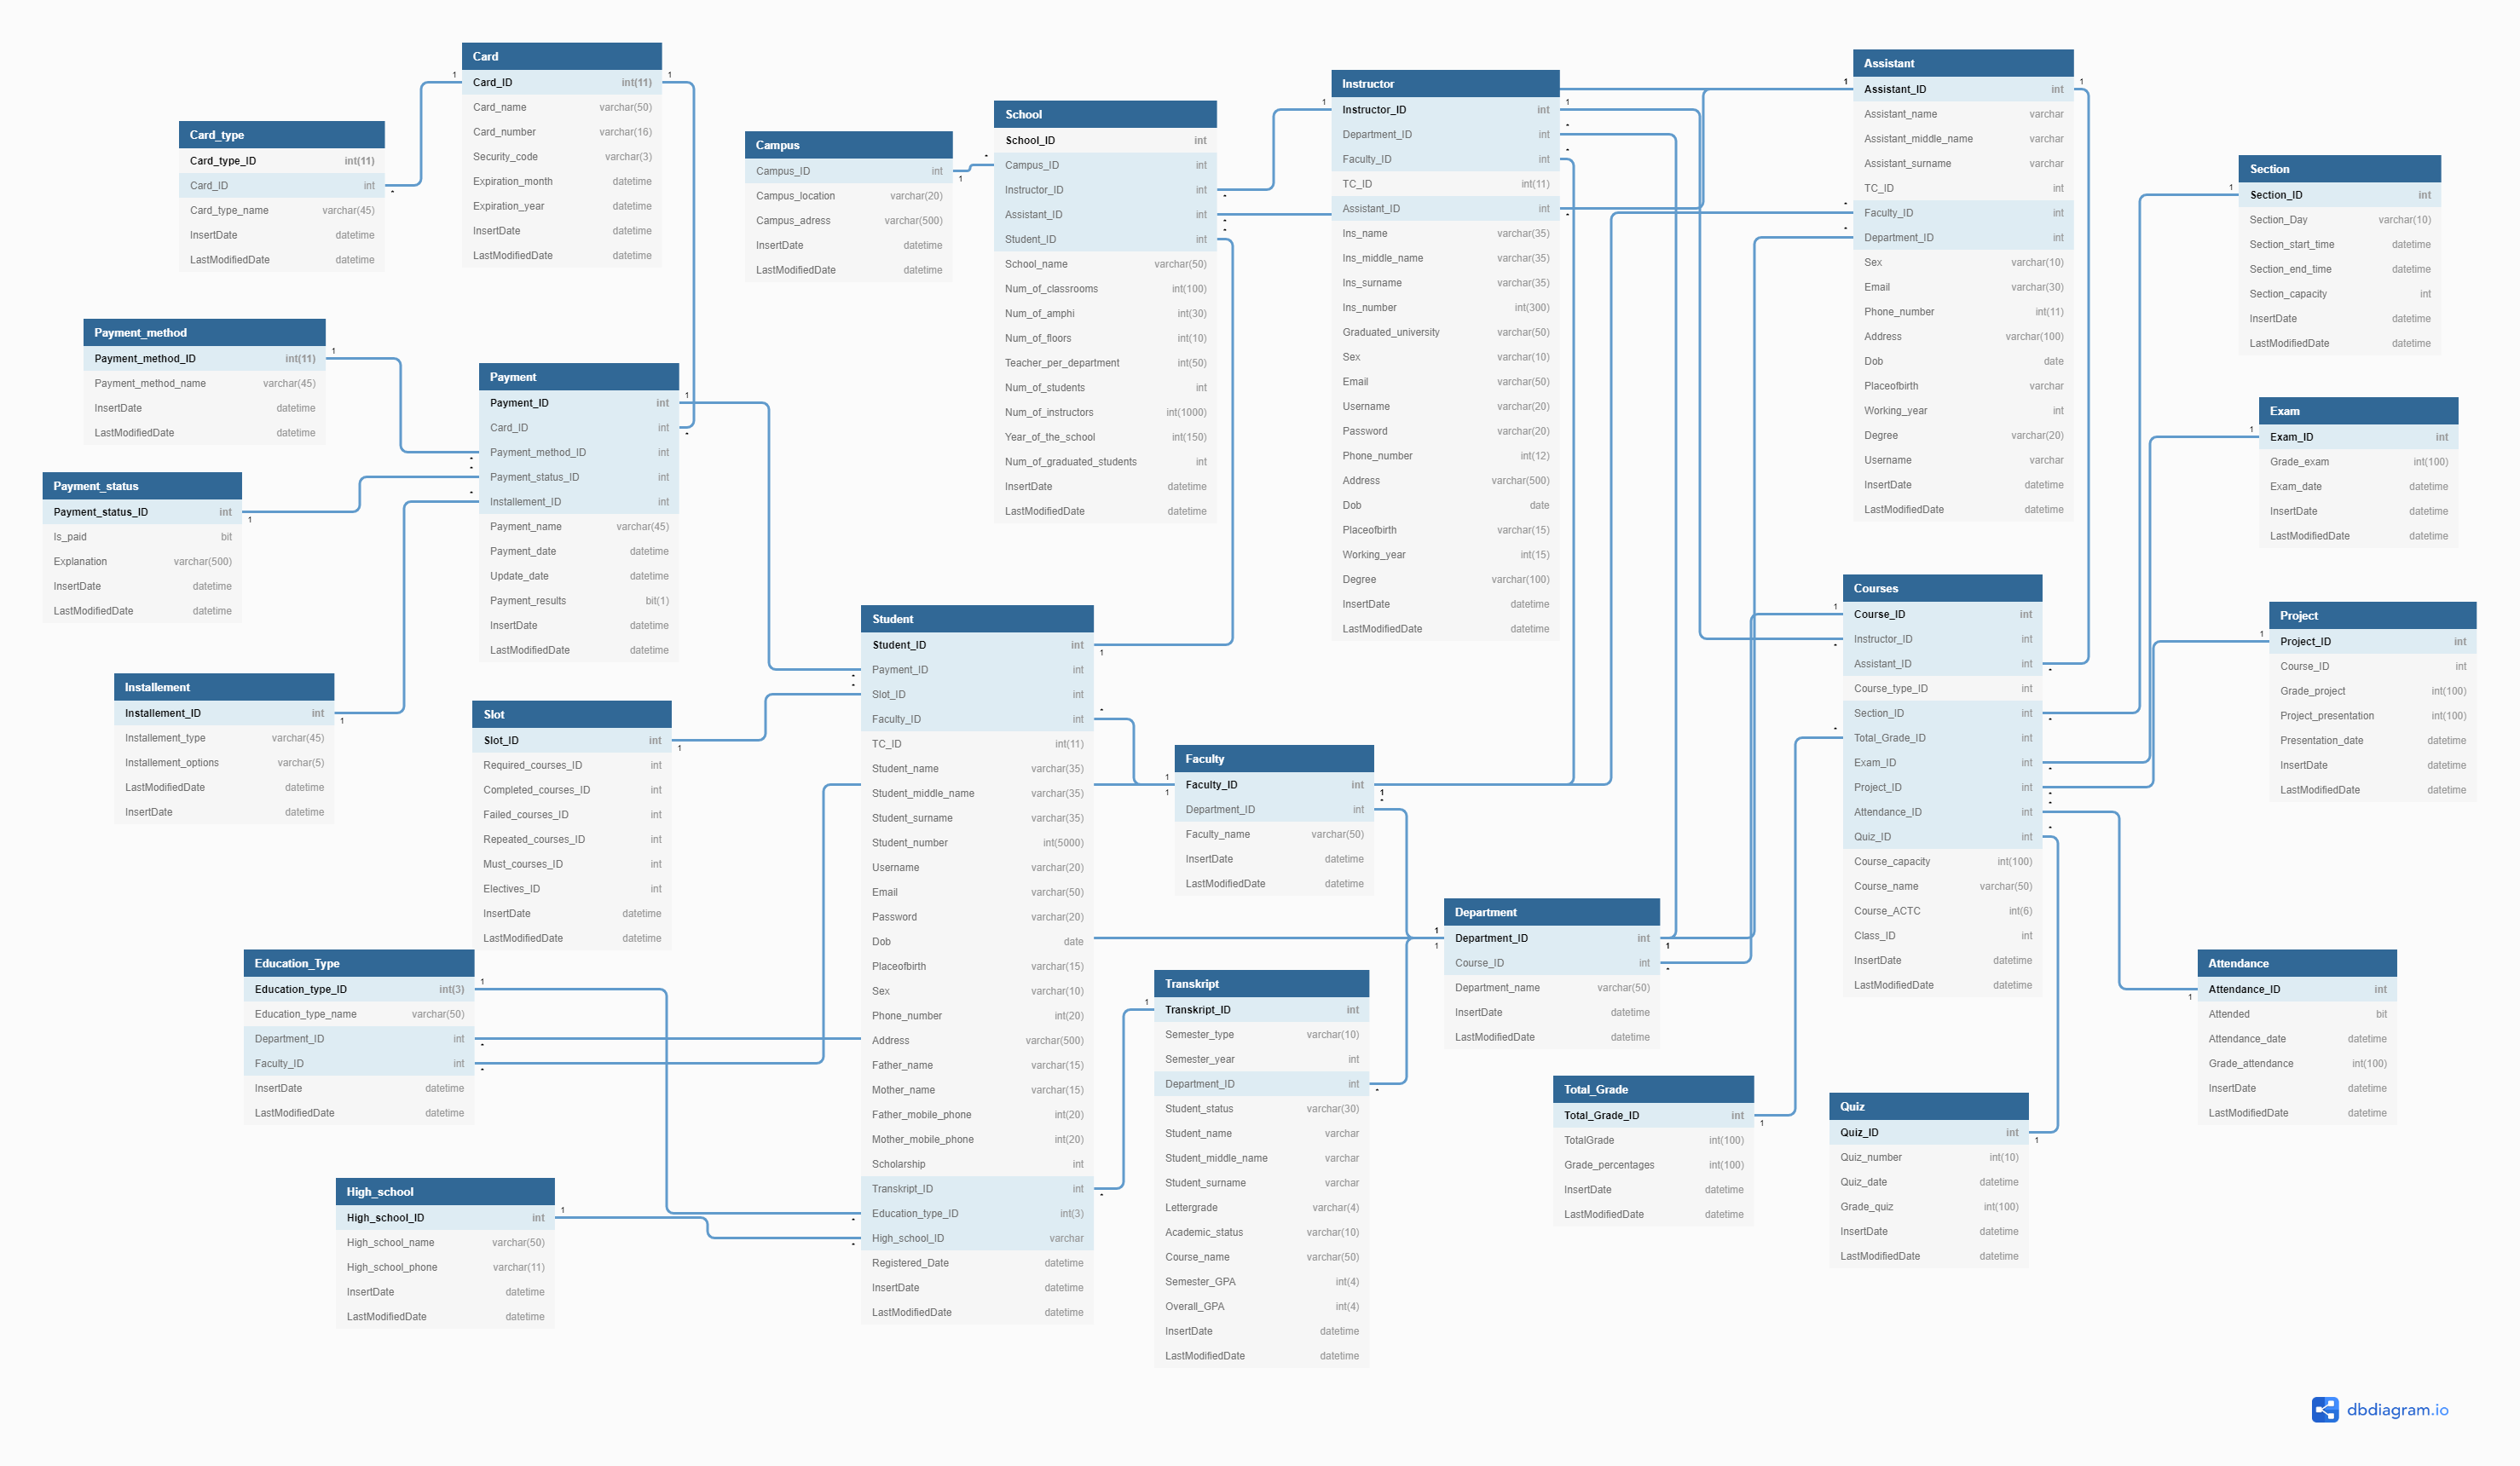 Card
Card_ID int(11)
Card_name varchar(50)
Card_number varchar(16)
Security_code varchar(3)
Expiration_month datetime
Expiration_year datetime
InsertDate datetime
LastModifiedDate datetime
Card_type
Card_type_ID int(11)
Card_ID int
Card_type_name varchar(45)
InsertDate datetime
LastModifiedDate datetime
Campus
Campus_ID int
Campus_location varchar(20)
Campus_adress varchar(500)
InsertDate datetime
LastModifiedDate datetime
School
School_ID int
Campus_ID int
Instructor_ID int
Assistant_ID int
Student_ID int
School_name varchar(50)
Num_of_classrooms int(100)
Num_of_amphi int(30)
Num_of_floors int(10)
Teacher_per_department int(50)
Num_of_students int
Num_of_instructors int(1000)
Year_of_the_school int(150)
Num_of_graduated_students int
InsertDate datetime
LastModifiedDate datetime
Instructor
Instructor_ID int
Department_ID int
Faculty_ID int
TC_ID int(11)
Assistant_ID int
Ins_name varchar(35)
Ins_middle_name varchar(35)
Ins_surname varchar(35)
Ins_number int(300)
Graduated_university varchar(50)
Sex varchar(10)
Email varchar(50)
Username varchar(20)
Password varchar(20)
Phone_number int(12)
Address varchar(500)
Dob date
Placeofbirth varchar(15)
Working_year int(15)
Degree varchar(100)
InsertDate datetime
LastModifiedDate datetime
Assistant
Assistant_ID int
Assistant_name varchar
Assistant_middle_name varchar
Assistant_surname varchar
TC_ID int
Faculty_ID int
Department_ID int
Sex varchar(10)
Email varchar(30)
Phone_number int(11)
Address varchar(100)
Dob date
Placeofbirth varchar
Working_year int
Degree varchar(20)
Username varchar
InsertDate datetime
LastModifiedDate datetime
Section
Section_ID int
Section_Day varchar(10)
Section_start_time datetime
Section_end_time datetime
Section_capacity int
InsertDate datetime
LastModifiedDate datetime
Payment_method
Payment_method_ID int(11)
Payment_method_name varchar(45)
InsertDate datetime
LastModifiedDate datetime
Payment
Payment_ID int
Card_ID int
Payment_method_ID int
Payment_status_ID int
Installement_ID int
Payment_name varchar(45)
Payment_date datetime
Update_date datetime
Payment_results bit(1)
InsertDate datetime
LastModifiedDate datetime
Payment_status
Payment_status_ID int
Is_paid bit
Explanation varchar(500)
InsertDate datetime
LastModifiedDate datetime
Exam
Exam_ID int
Grade_exam int(100)
Exam_date datetime
InsertDate datetime
LastModifiedDate datetime
Courses
Course_ID int
Instructor_ID int
Assistant_ID int
Course_type_ID int
Section_ID int
Total_Grade_ID int
Exam_ID int
Project_ID int
Attendance_ID int
Quiz_ID int
Course_capacity int(100)
Course_name varchar(50)
Course_ACTC int(6)
Class_ID int
InsertDate datetime
LastModifiedDate datetime
Project
Project_ID int
Course_ID int
Grade_project int(100)
Project_presentation int(100)
Presentation_date datetime
InsertDate datetime
LastModifiedDate datetime
Student
Student_ID int
Payment_ID int
Slot_ID int
Faculty_ID int
TC_ID int(11)
Student_name varchar(35)
Student_middle_name varchar(35)
Student_surname varchar(35)
Student_number int(5000)
Username varchar(20)
Email varchar(50)
Password varchar(20)
Dob date
Placeofbirth varchar(15)
Sex varchar(10)
Phone_number int(20)
Address varchar(500)
Father_name varchar(15)
Mother_name varchar(15)
Father_mobile_phone int(20)
Mother_mobile_phone int(20)
Scholarship int
Transkript_ID int
Education_type_ID int(3)
High_school_ID varchar
Registered_Date datetime
InsertDate datetime
LastModifiedDate datetime
Installement
Installement_ID int
Installement_type varchar(45)
Installement_options varchar(5)
LastModifiedDate datetime
InsertDate datetime
Slot
Slot_ID int
Required_courses_ID int
Completed_courses_ID int
Failed_courses_ID int
Repeated_courses_ID int
Must_courses_ID int
Electives_ID int
InsertDate datetime
LastModifiedDate datetime
Faculty
Faculty_ID int
Department_ID int
Faculty_name varchar(50)
InsertDate datetime
LastModifiedDate datetime
Department
Department_ID int
Course_ID int
Department_name varchar(50)
InsertDate datetime
LastModifiedDate datetime
Education_Type
Education_type_ID int(3)
Education_type_name varchar(50)
Department_ID int
Faculty_ID int
InsertDate datetime
LastModifiedDate datetime
Transkript
Transkript_ID int
Semester_type varchar(10)
Semester_year int
Department_ID int
Student_status varchar(30)
Student_name varchar
Student_middle_name varchar
Student_surname varchar
Lettergrade varchar(4)
Academic_status varchar(10)
Course_name varchar(50)
Semester_GPA int(4)
Overall_GPA int(4)
InsertDate datetime
LastModifiedDate datetime
Attendance
Attendance_ID int
Attended bit
Attendance_date datetime
Grade_attendance int(100)
InsertDate datetime
LastModifiedDate datetime
Total_Grade
Total_Grade_ID int
TotalGrade int(100)
Grade_percentages int(100)
InsertDate datetime
LastModifiedDate datetime
Quiz
Quiz_ID int
Quiz_number int(10)
Quiz_date datetime
Grade_quiz int(100)
InsertDate datetime
LastModifiedDate datetime
High_school
High_school_ID int
High_school_name varchar(50)
High_school_phone varchar(11)
InsertDate datetime
LastModifiedDate datetime
dbdiagram.io